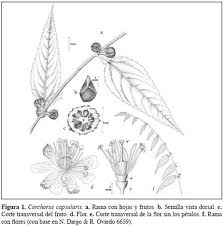 a
b
c
d
e
Figura 1. Corchorus capsularis. a. Rama con hojas y frutos. b. Semilla vista dorsal. c.
Corte transversal del fruto. d. Flor. e. Corte transversal de la flor sin los pétalos. f. Rama
con flores (con base en N. Diego & R. Oviedo 6659).